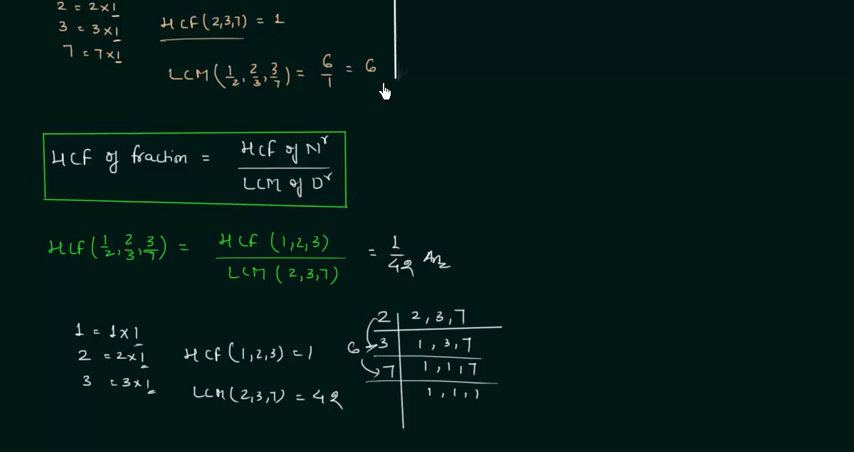 2 = 2×1
3 = 3×1
7 = 7×1
HCF(2,3,7) = 1
LCM(1/2, 2/3, 3/7) = 6/1 = 6
HCF of fraction = HCF of Nʳ / LCM of Dʳ
HCF(1/2, 2/3, 3/7) = HCF (1,2,3) / LCM (2,3,7) = 1/42 Ans
1 = 1×1
2 = 2×1
3 = 3×1
HCF(1,2,3) = 1
LCM(2,3,7) = 42
2 | 2, 3, 7
6 3 | 1, 3, 7
7 | 1, 1, 7
1, 1, 1